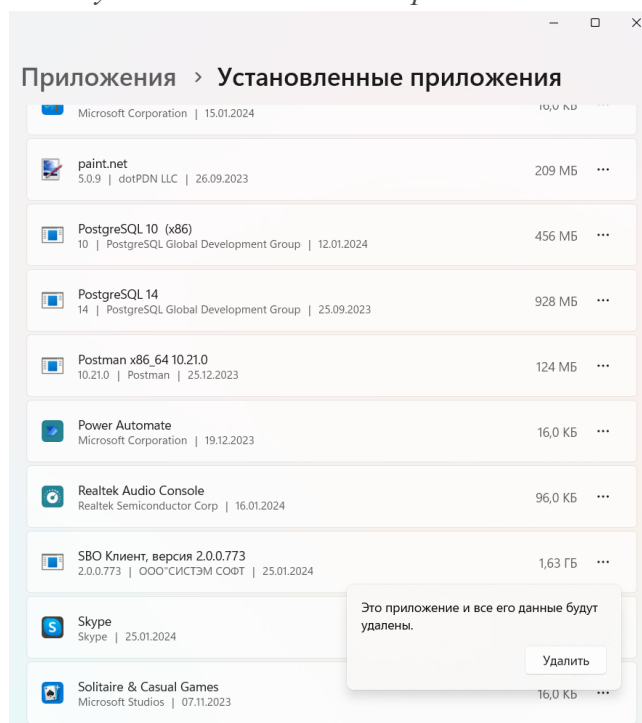 Приложения › Установленные приложения
Microsoft Corporation | 15.01.2024
16,0 КБ
paint.net
5.0.9 | dotPDN LLC | 26.09.2023
209 МБ
PostgreSQL 10 (x86)
10 | PostgreSQL Global Development Group | 12.01.2024
456 МБ
PostgreSQL 14
14 | PostgreSQL Global Development Group | 25.09.2023
928 МБ
Postman x86_64 10.21.0
10.21.0 | Postman | 25.12.2023
124 МБ
Power Automate
Microsoft Corporation | 19.12.2023
16,0 КБ
Realtek Audio Console
Realtek Semiconductor Corp | 16.01.2024
96,0 КБ
SBO Клиент, версия 2.0.0.773
2.0.0.773 | ООО"СИСТЭМ СОФТ | 25.01.2024
1,63 ГБ
Это приложение и все его данные будут
удалены.
Удалить
Skype
Skype | 25.01.2024
Solitaire & Casual Games
Microsoft Studios | 07.11.2023
16,0 КБ